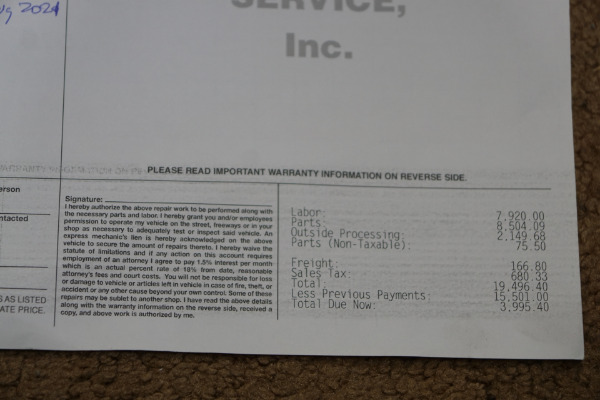 2021
SERVICE,
Inc.
PLEASE READ IMPORTANT WARRANTY INFORMATION ON REVERSE SIDE.
erson
ntacted
S AS LISTED
ATE PRICE.
Signature:
I hereby authorize the above repair work to be performed along with
the necessary parts and labor. I hereby grant you and/or employees
permission to operate my vehicle on the street, freeways or in your
shop as necessary to adequately test or inspect said vehicle. An
express mechanic's lien is hereby acknowledged on the above
vehicle to secure the amount of repairs thereto. I hereby waive the
statute of limitations and if any action on this account requires
employment of an attorney I agree to pay 1.5% interest per month
which is an actual percent rate of 18% from date, reasonable
attorney's fees and court costs. You will not be responsible for loss
or damage to vehicle or articles left in vehicle in case of fire, theft, or
accident or any other cause beyond your own control. Some of these
repairs may be sublet to another shop. I have read the above details
along with the warranty information on the reverse side, received a
copy, and above work is authorized by me.
Labor: 7,920.00
Parts: 8,504.09
Outside Processing: 2,149.68
Parts (Non-Taxable): 75.50
Freight: 166.80
Sales Tax: 680.33
Total: 19,496.40
Less Previous Payments: 15,501.00
Total Due Now: 3,995.40